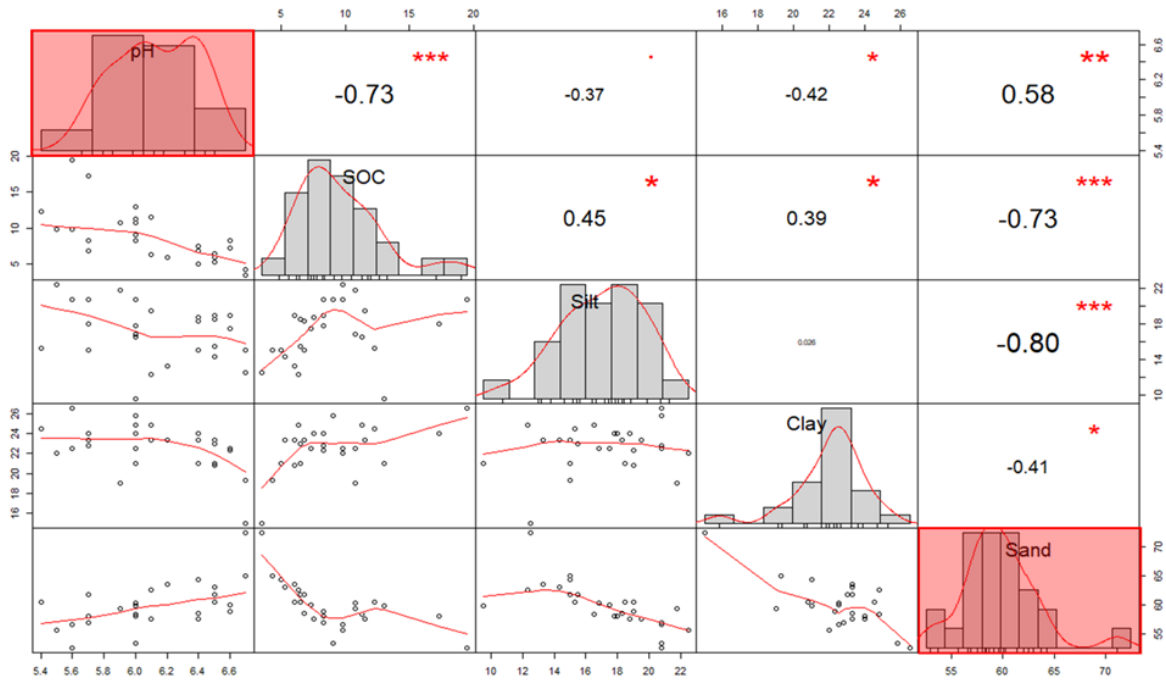 5 10 15 20 16 18 20 22 24 26
pH *** · * **
-0.73 -0.37 -0.42 0.58
5.4 5.8 6.2 6.6
SOC * * ***
0.45 0.39 -0.73
5 10 15 20
Silt ***
0.026 -0.80
10 14 18 22
Clay *
-0.41
16 18 20 22 24 26
Sand
55 60 65 70
5.4 5.6 5.8 6.0 6.2 6.4 6.6 10 12 14 16 18 20 22 55 60 65 70